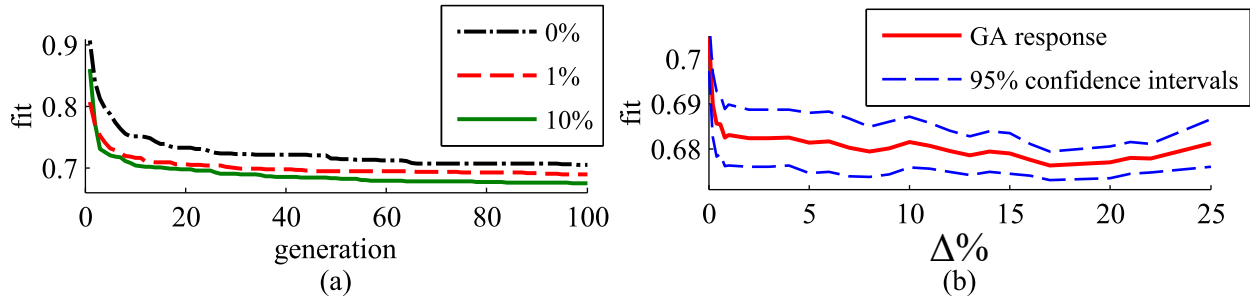 0.9
0.8
0.7
fit
0 20 40 60 80 100
generation
(a)
0%
1%
10%
0.7
0.69
0.68
fit
0 5 10 15 20 25
Δ%
(b)
GA response
95% confidence intervals